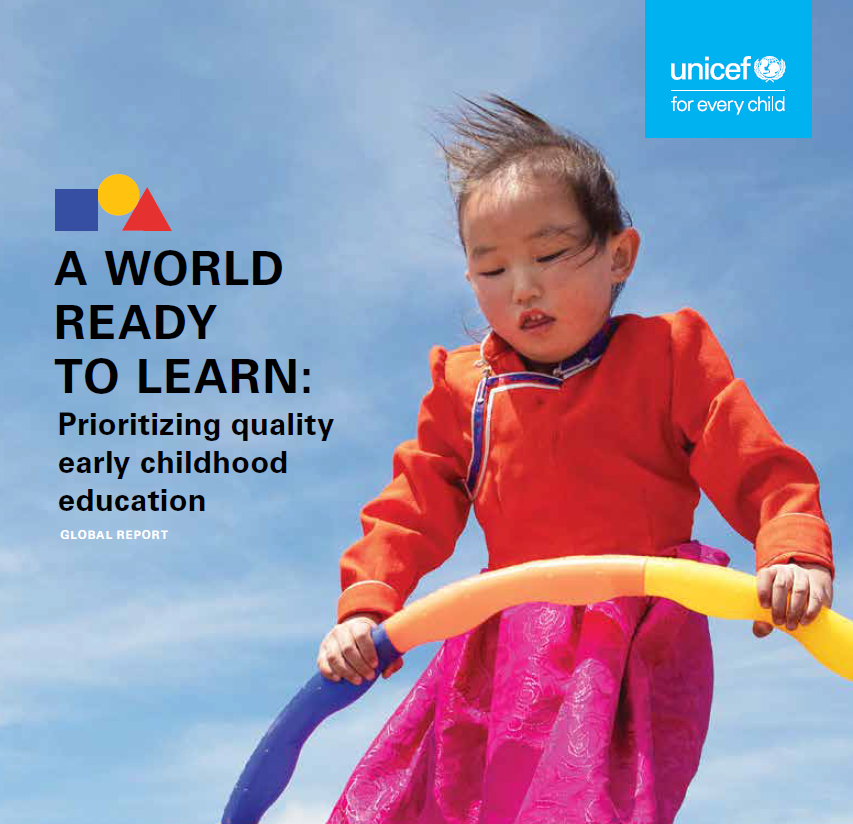 unicef
for every child
A WORLD
READY
TO LEARN:
Prioritizing quality
early childhood
education
GLOBAL REPORT